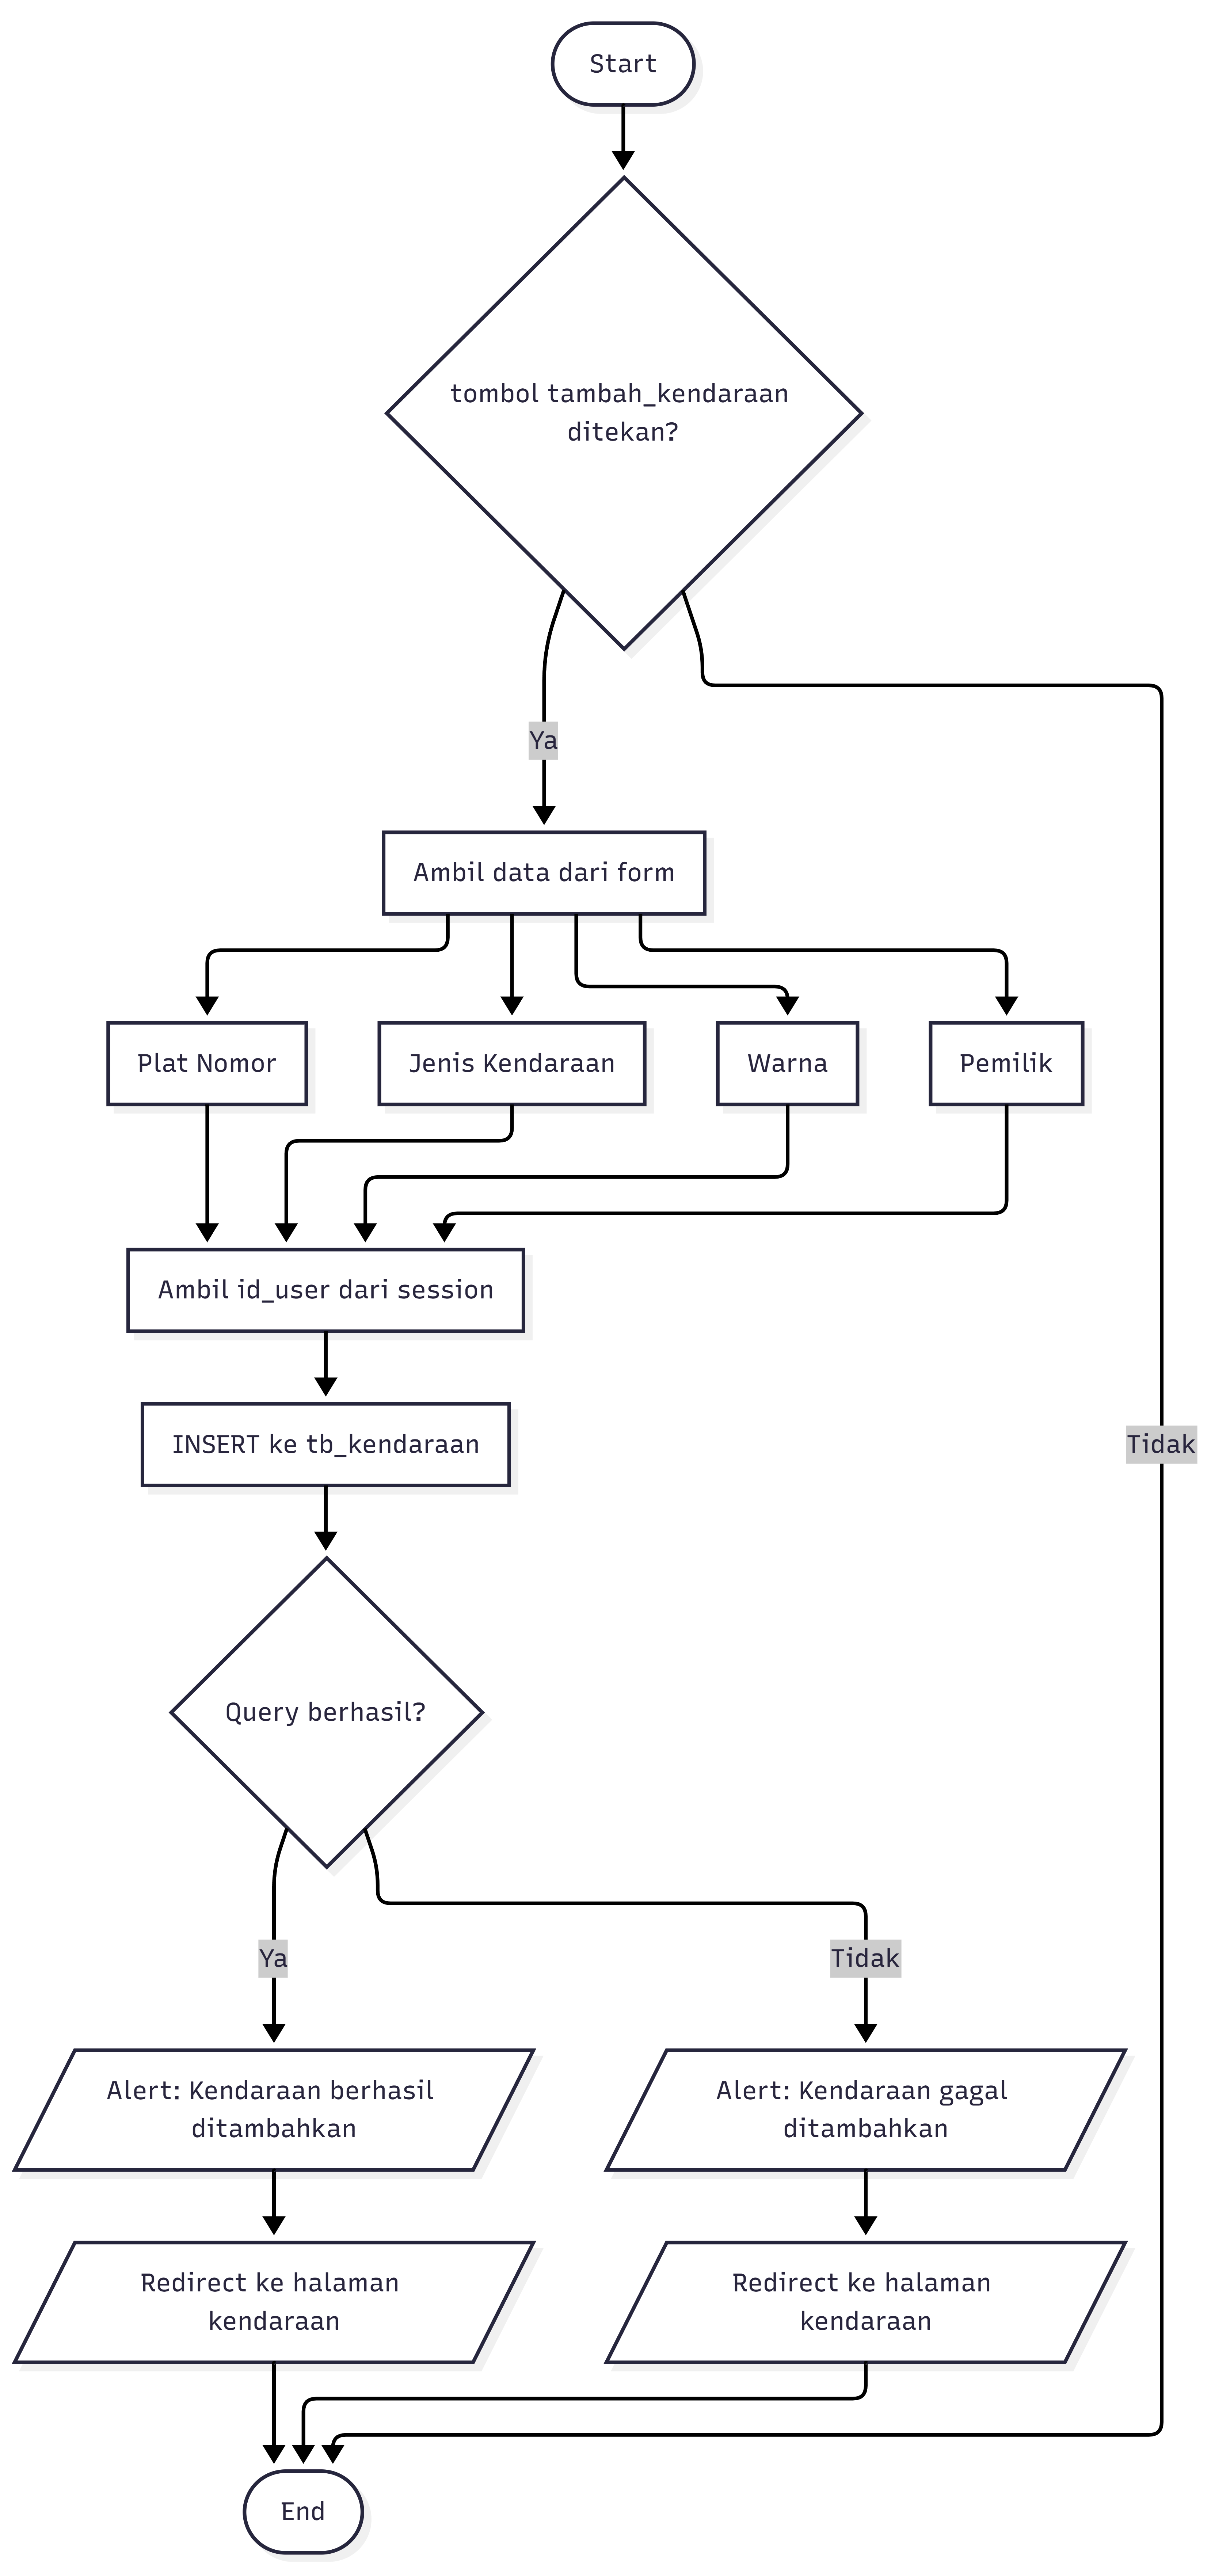 Start
tombol tambah_kendaraan
ditekan?
Ya
Ambil data dari form
Plat Nomor
Jenis Kendaraan
Warna
Pemilik
Ambil id_user dari session
INSERT ke tb_kendaraan
Tidak
Query berhasil?
Ya
Tidak
Alert: Kendaraan berhasil
ditambahkan
Alert: Kendaraan gagal
ditambahkan
Redirect ke halaman
kendaraan
Redirect ke halaman
kendaraan
End